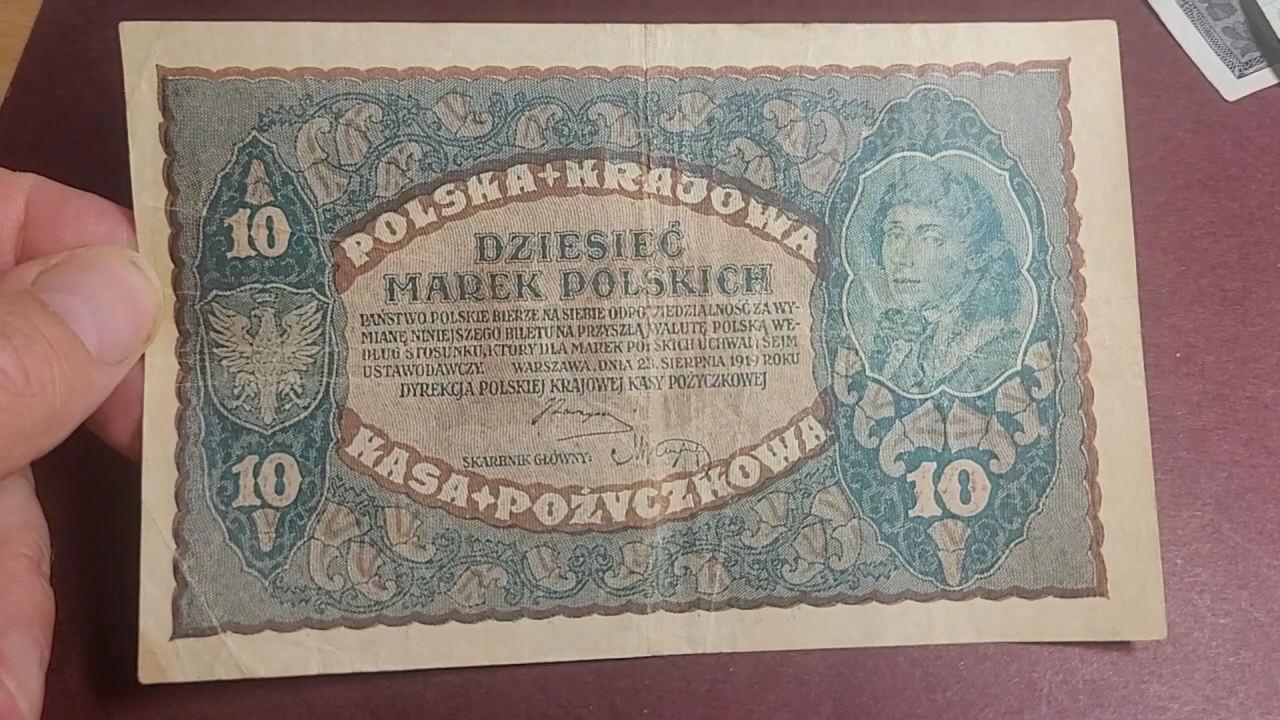 POLSKA + KRAJOWA
10
DZIESIĘĆ
MAREK POLSKICH
PAŃSTWO POLSKIE BIERZE NA SIEBIE ODPOWIEDZIALNOŚĆ ZA WY-
MIANĘ NINIEJSZEGO BILETU NA PRZYSZŁĄ WALUTĘ POLSKĄ WE-
DŁUG STOSUNKU, KTÓRY DLA MAREK POLSKICH UCHWALI SEJM
USTAWODAWCZY. WARSZAWA, DNIA 23 SIERPNIA 1919 ROKU
DYREKCJA POLSKIEJ KRAJOWEJ KASY POŻYCZKOWEJ
SKARBNIK GŁÓWNY:
10
10
KASA + POŻYCZKOWA